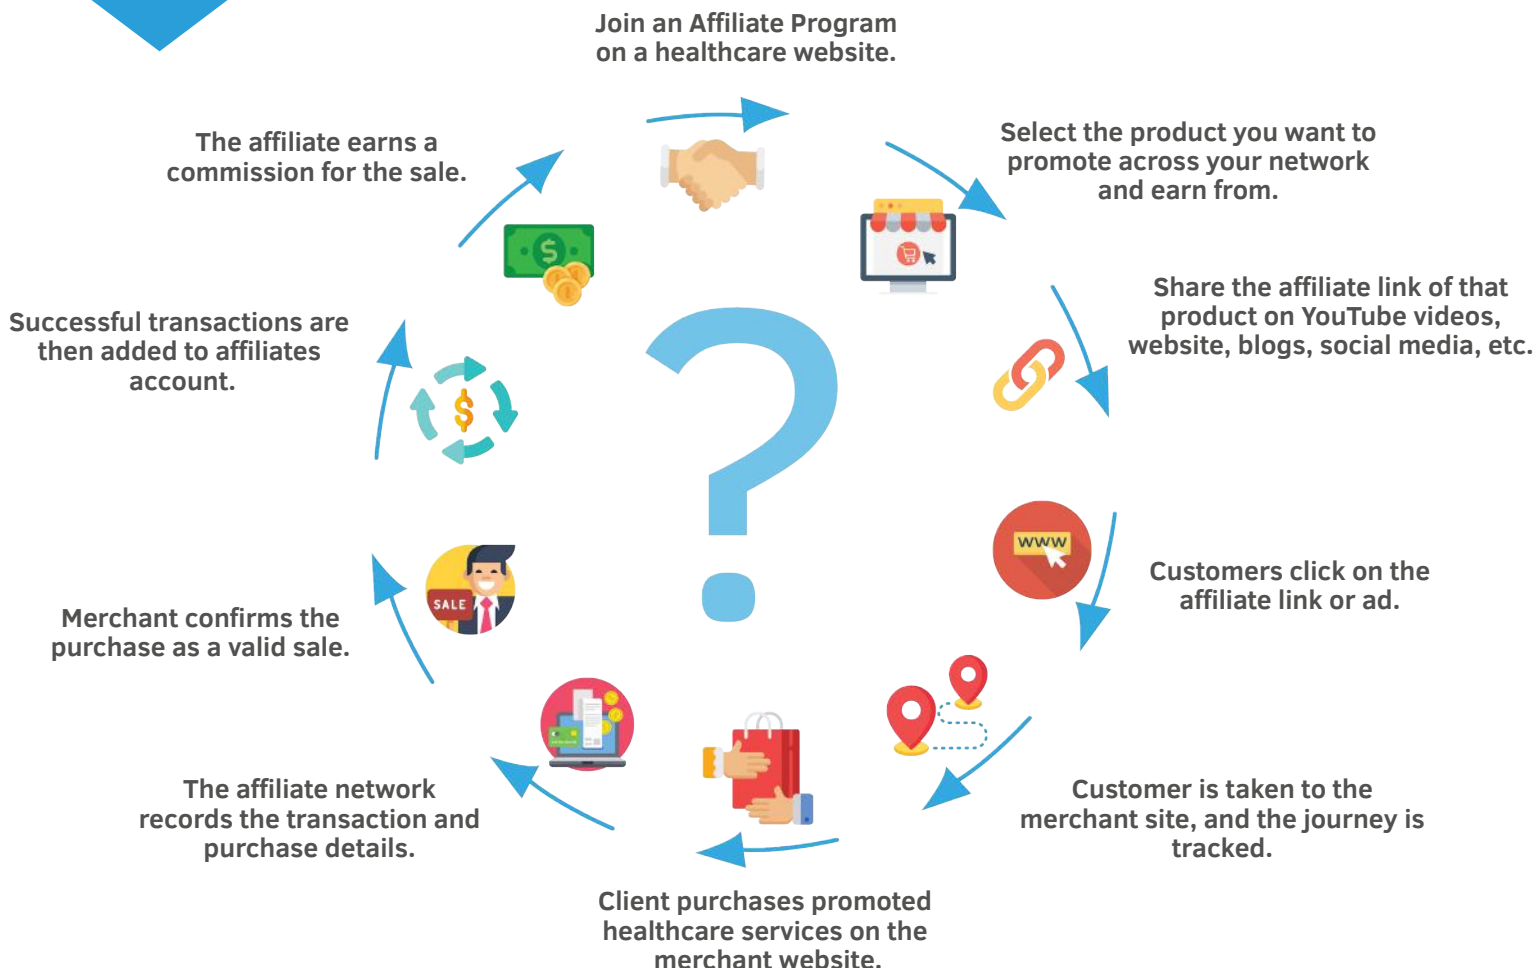 Join an Affiliate Program
on a healthcare website.
Select the product you want to
promote across your network
and earn from.
Share the affiliate link of that
product on YouTube videos,
website, blogs, social media, etc.
WWW
Customers click on the
affiliate link or ad.
Customer is taken to the
merchant site, and the journey is
tracked.
Client purchases promoted
healthcare services on the
merchant website.
The affiliate network
records the transaction and
purchase details.
SALE
Merchant confirms the
purchase as a valid sale.
$
Successful transactions are
then added to affiliates
account.
$
The affiliate earns a
commission for the sale.
?